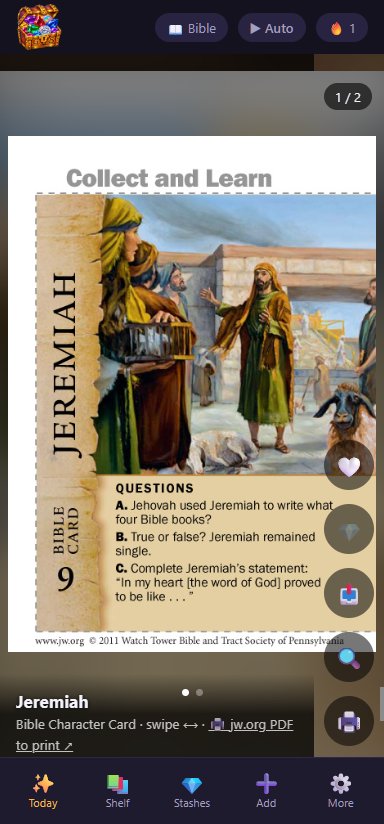 Bible
Auto
1
1 / 2
Collect and Learn
JEREMIAH
BIBLE
CARD
9
QUESTIONS
A. Jehovah used Jeremiah to write what
four Bible books?
B. True or false? Jeremiah remained
single.
C. Complete Jeremiah’s statement:
“In my heart [the word of God] proved
to be like . . . ”
www.jw.org © 2011 Watch Tower Bible and Tract Society of Pennsylvania
Jeremiah
Bible Character Card · swipe ↔ · jw.org PDF
to print ↗
Today
Shelf
Stashes
Add
More